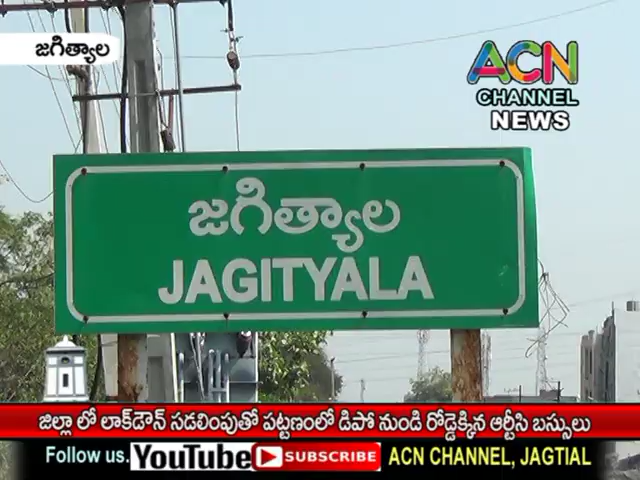 జగిత్యాల
ACN
CHANNEL
NEWS
జగిత్యాల
JAGITYALA
జిల్లా లో లాక్‌డౌన్ సడలింపుతో పట్టణంలో డిపో నుండి రోడ్డెక్కిన ఆర్టీసి బస్సులు
Follow us. YouTube SUBSCRIBE ACN CHANNEL, JAGTIAL